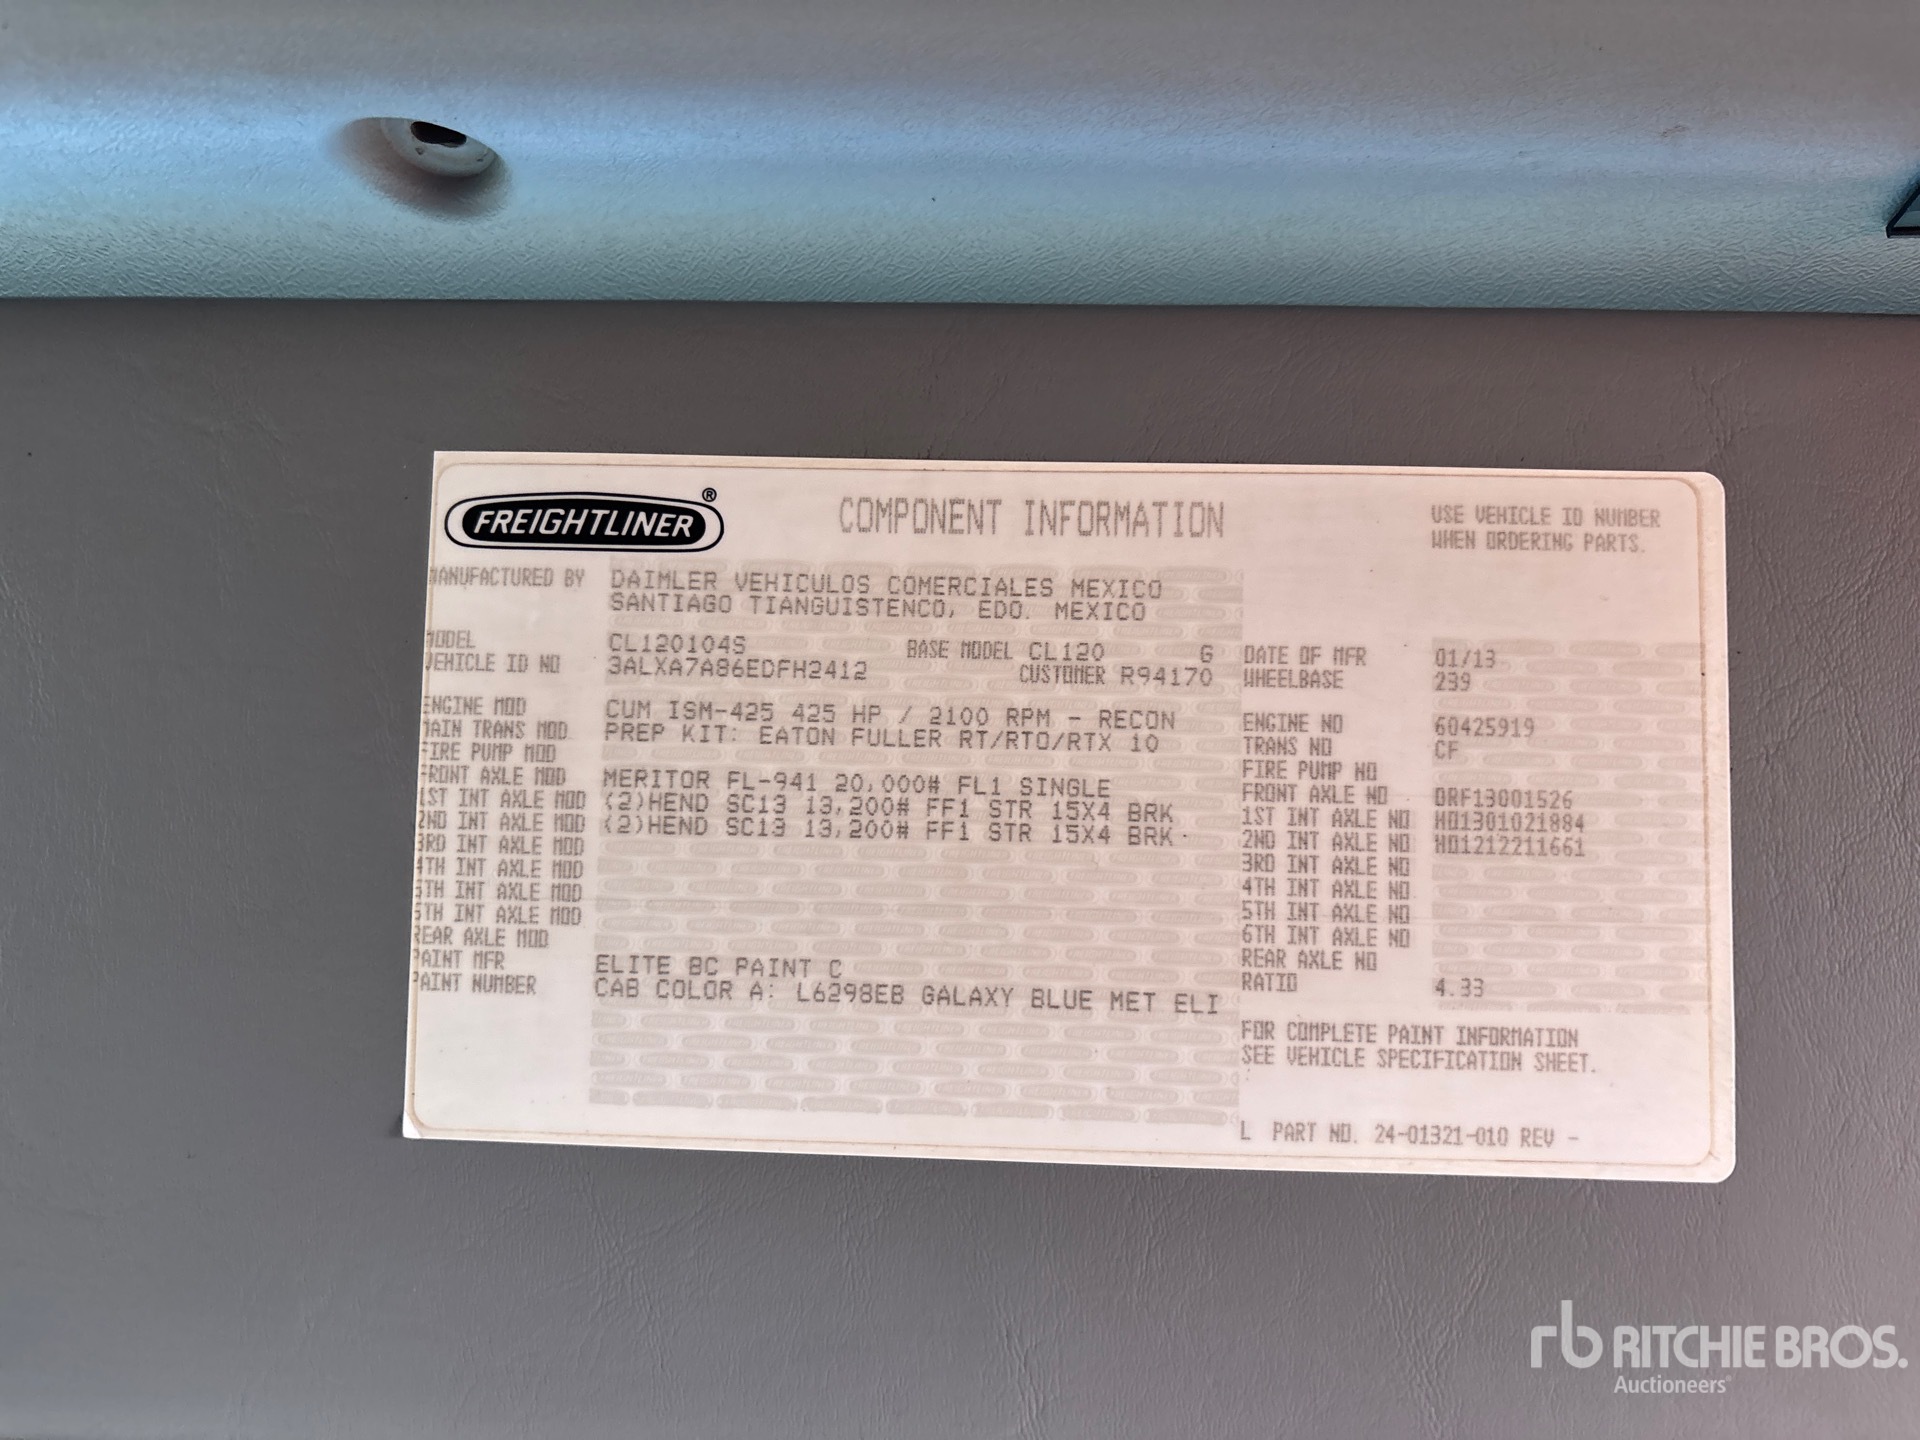 FREIGHTLINER ®
COMPONENT INFORMATION
USE VEHICLE ID NUMBER
WHEN ORDERING PARTS.
MANUFACTURED BY DAIMLER VEHICULOS COMERCIALES MEXICO
SANTIAGO TIANGUISTENCO, EDO. MEXICO
MODEL CL120104S BASE MODEL CL120 G DATE OF MFR 01/13
VEHICLE ID NO 3ALXA7A86EDFH2412 CUSTOMER R94170 WHEELBASE 239
ENGINE MOD CUM ISM-425 425 HP / 2100 RPM - RECON ENGINE NO 60425919
MAIN TRANS MOD PREP KIT: EATON FULLER RT/RTO/RTX 10 TRANS NO CF
FIRE PUMP MOD FIRE PUMP NO
FRONT AXLE MOD MERITOR FL-941 20,000# FL1 SINGLE FRONT AXLE NO DRF13001526
1ST INT AXLE MOD (2)HEND SC13 13,200# FF1 STR 15X4 BRK 1ST INT AXLE NO HD1301021884
2ND INT AXLE MOD (2)HEND SC13 13,200# FF1 STR 15X4 BRK 2ND INT AXLE NO HD1212211661
3RD INT AXLE MOD 3RD INT AXLE NO
4TH INT AXLE MOD 4TH INT AXLE NO
5TH INT AXLE MOD 5TH INT AXLE NO
6TH INT AXLE MOD 6TH INT AXLE NO
REAR AXLE MOD REAR AXLE NO
PAINT MFR ELITE BC PAINT C RATIO 4.33
PAINT NUMBER CAB COLOR A: L6298EB GALAXY BLUE MET ELI
FOR COMPLETE PAINT INFORMATION
SEE VEHICLE SPECIFICATION SHEET.
L PART NO. 24-01321-010 REV -
rb RITCHIE BROS.
Auctioneers